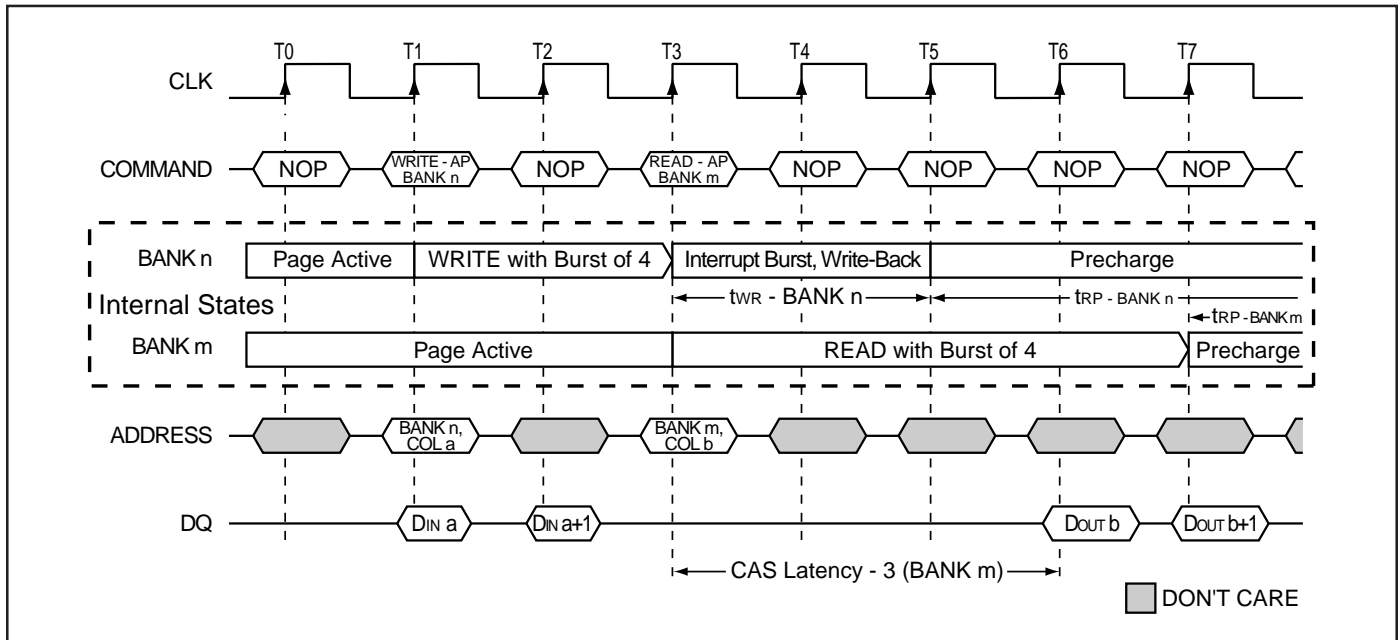 T0 T1 T2 T3 T4 T5 T6 T7
CLK
COMMAND NOP WRITE - AP BANK n NOP READ - AP BANK m NOP NOP NOP NOP
BANK n Page Active WRITE with Burst of 4 Interrupt Burst, Write-Back Precharge
tWR - BANK n tRP - BANK n
Internal States
tRP - BANK m
BANK m Page Active READ with Burst of 4 Precharge
ADDRESS BANK n, COL a BANK m, COL b
DQ DIN a DIN a+1 DOUT b DOUT b+1
CAS Latency - 3 (BANK m)
DON'T CARE